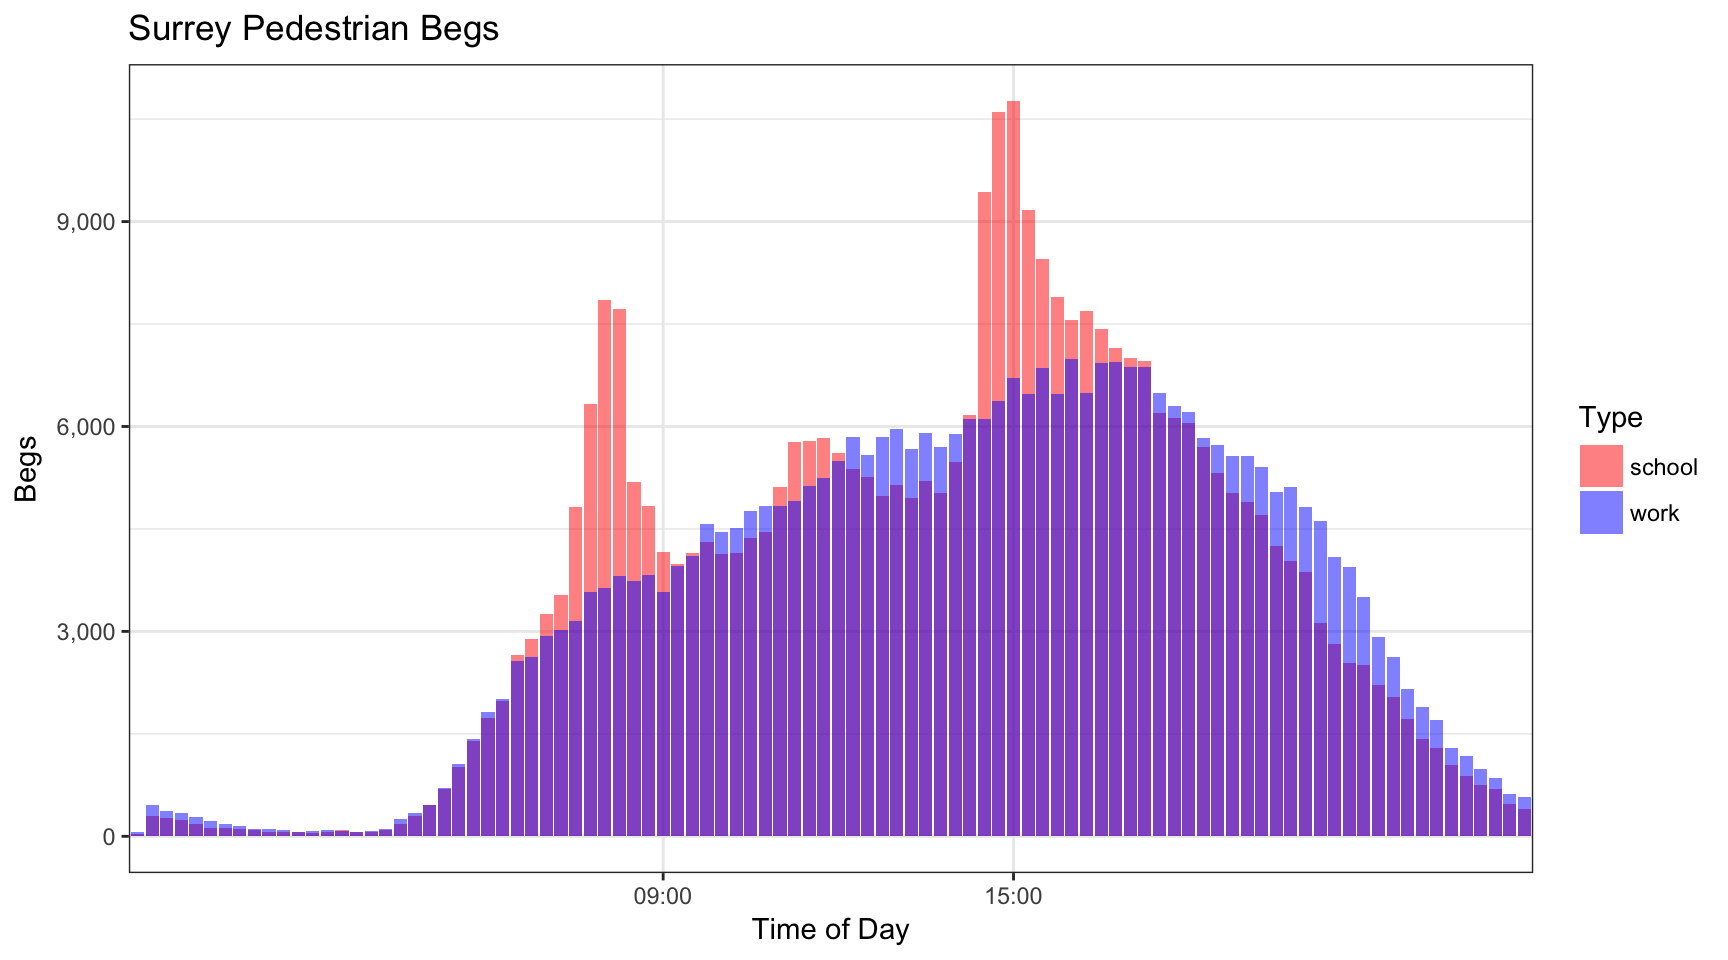 Surrey Pedestrian Begs
9,000
6,000
3,000
0
Begs
09:00
15:00
Time of Day
Type
school
work